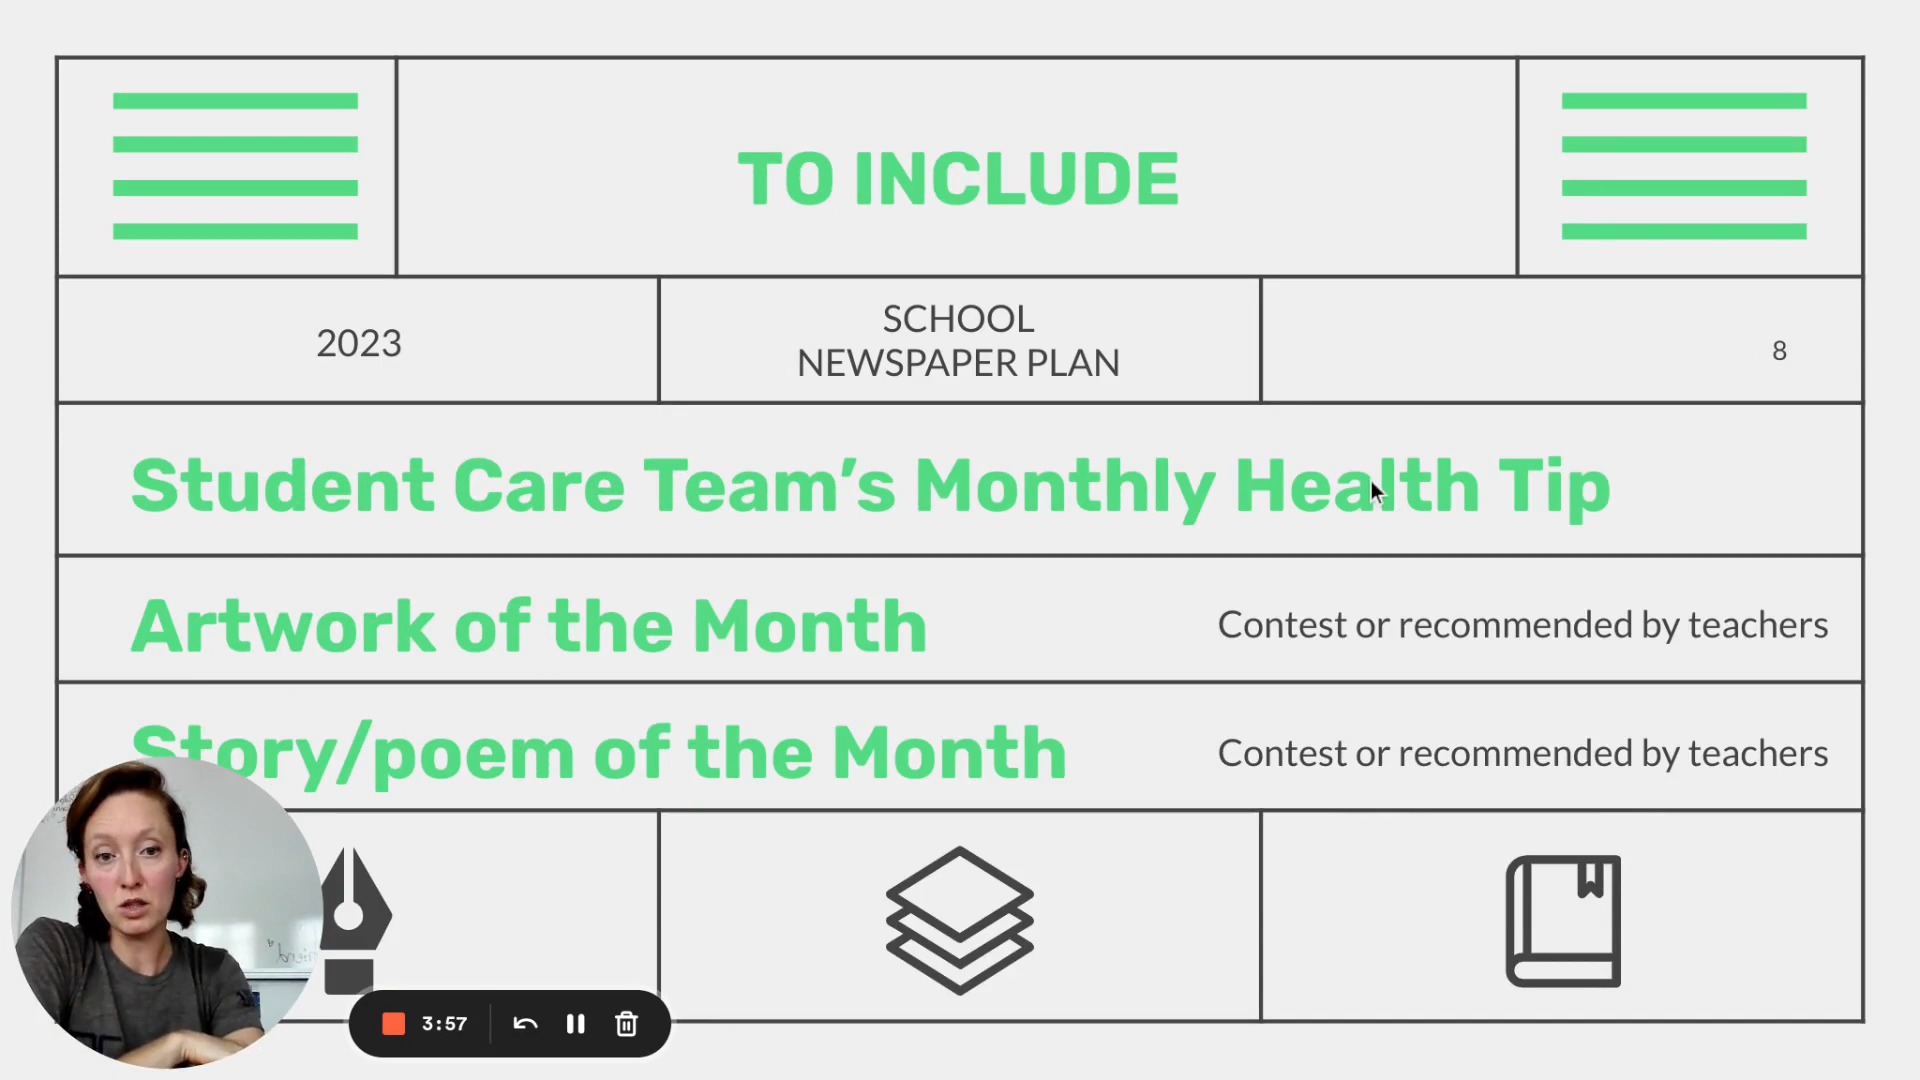 TO INCLUDE
2023
SCHOOL
NEWSPAPER PLAN
8
Student Care Team’s Monthly Health Tip
Artwork of the Month
Contest or recommended by teachers
Story/poem of the Month
Contest or recommended by teachers
3:57